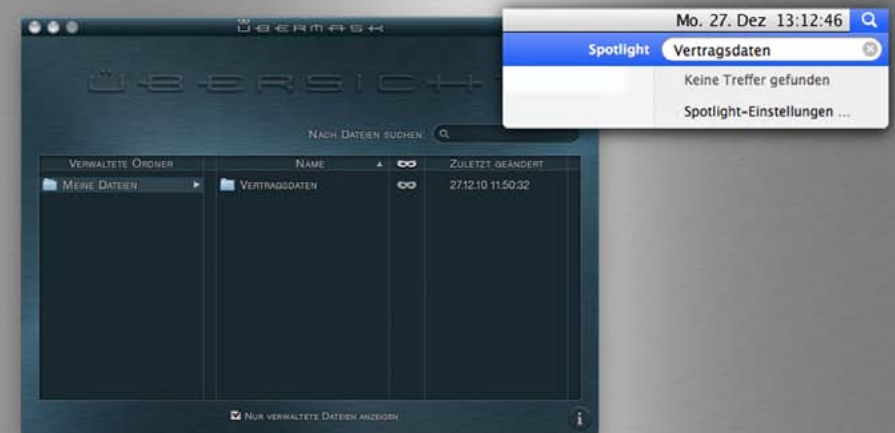 ÜBERMASK
ÜBERSICHT
NACH DATEIEN SUCHEN:
VERWALTETE ORDNER NAME ZULETZT GEÄNDERT
MEINE DATEIEN VERTRAGSDATEN 27.12.10 11:50:32
NUR VERWALTETE DATEIEN ANZEIGEN
i
Mo. 27. Dez 13:12:46
Spotlight Vertragsdaten
Keine Treffer gefunden
Spotlight-Einstellungen ...